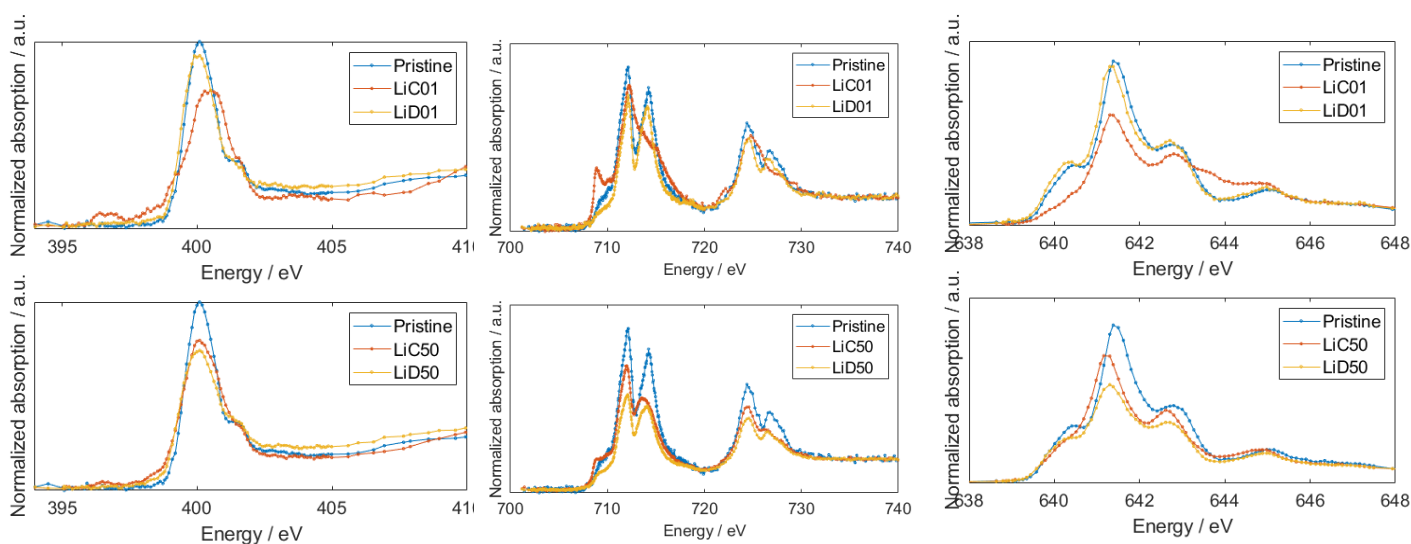 Normalized absorption / a.u.
Pristine
LiC01
LiD01
395 400 405 410
Energy / eV
Normalized absorption / a.u.
Pristine
LiC01
LiD01
700 710 720 730 740
Energy / eV
Normalized absorption / a.u.
Pristine
LiC01
LiD01
638 640 642 644 646 648
Energy / eV
Normalized absorption / a.u.
Pristine
LiC50
LiD50
395 400 405 410
Energy / eV
Normalized absorption / a.u.
Pristine
LiC50
LiD50
700 710 720 730 740
Energy / eV
Normalized absorption / a.u.
Pristine
LiC50
LiD50
638 640 642 644 646 648
Energy / eV